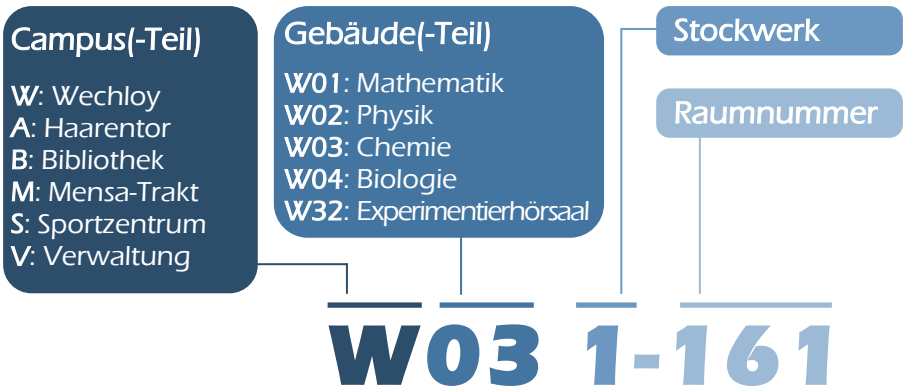 Campus(-Teil)
W: Wechloy
A: Haarentor
B: Bibliothek
M: Mensa-Trakt
S: Sportzentrum
V: Verwaltung
Gebäude(-Teil)
W01: Mathematik
W02: Physik
W03: Chemie
W04: Biologie
W32: Experimentierhörsaal
Stockwerk
Raumnummer
W03 1-161